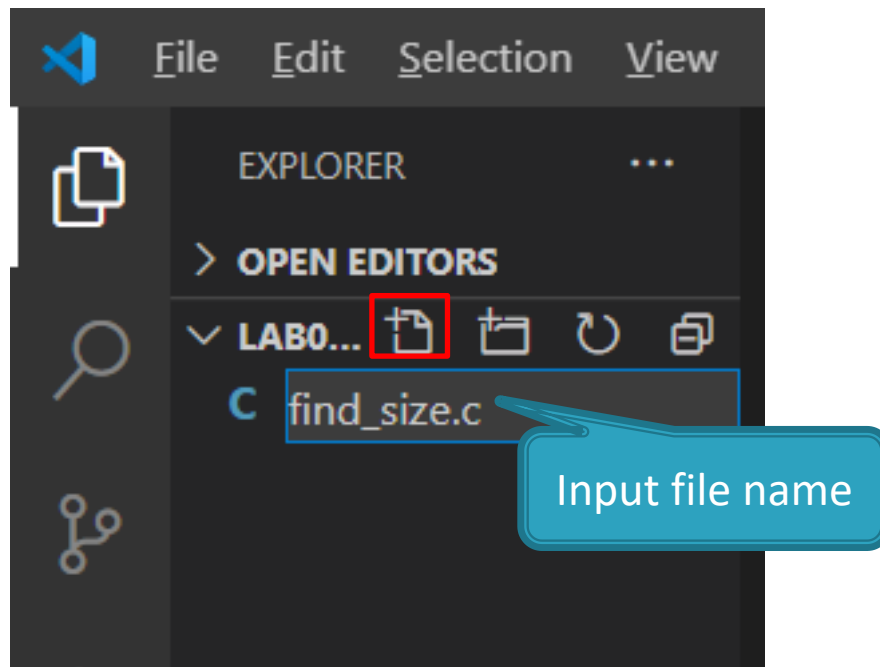 File Edit Selection View
EXPLORER ...
OPEN EDITORS
LAB0...
C find_size.c
Input file name